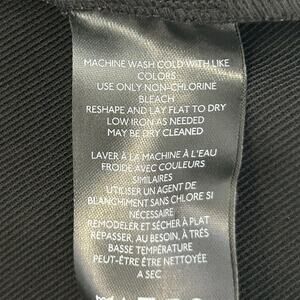 MACHINE WASH COLD WITH LIKE
COLORS
USE ONLY NON-CHLORINE
BLEACH
RESHAPE AND LAY FLAT TO DRY
LOW IRON AS NEEDED
MAY BE DRY CLEANED
LAVER À LA MACHINE À L'EAU
FROIDE AVEC COULEURS
SIMILAIRES
UTILISER UN AGENT DE
BLANCHIMENT SANS CHLORE SI
NÉCESSAIRE
REMODELER ET SÉCHER À PLAT
REPASSER, AU BESOIN, À TRÈS
BASSE TEMPÉRATURE
PEUT-ÊTRE ÊTRE NETTOYÉE
A SEC